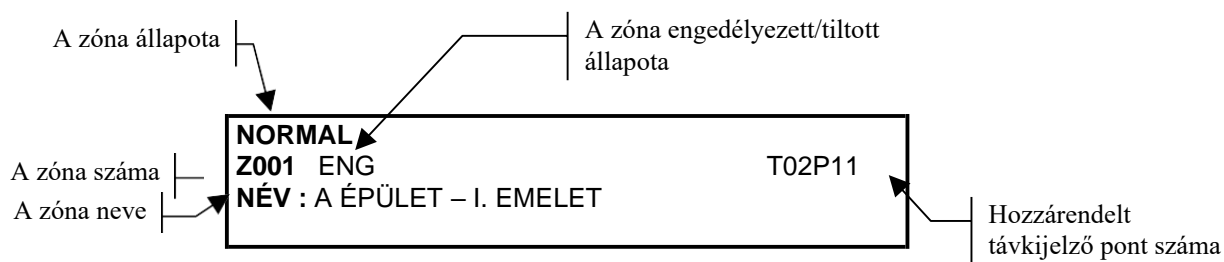 A zóna állapota
A zóna engedélyezett/tiltott
állapota
NORMAL
Z001 ENG T02P11
NÉV : A ÉPÜLET – I. EMELET
A zóna száma
A zóna neve
Hozzárendelt
távkijelző pont száma